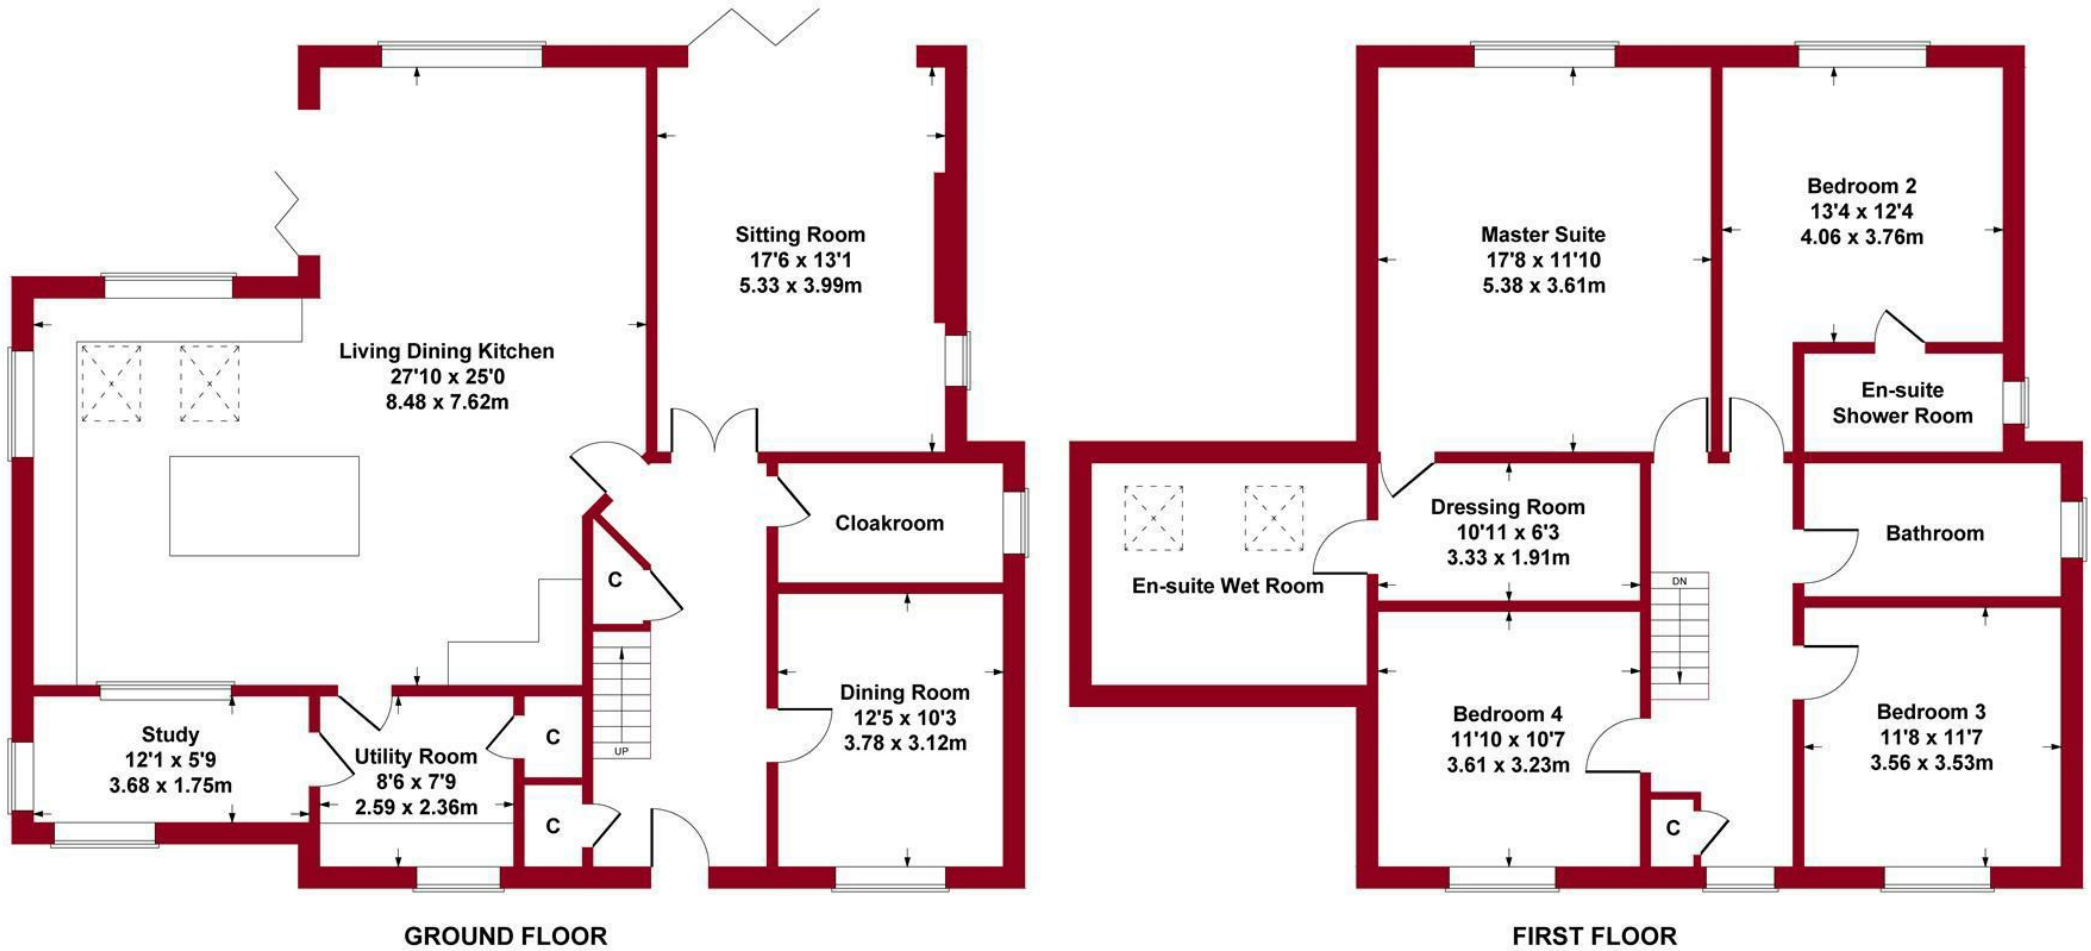 Living Dining Kitchen
27'10 x 25'0
8.48 x 7.62m
Sitting Room
17'6 x 13'1
5.33 x 3.99m
Cloakroom
C
UP
Dining Room
12'5 x 10'3
3.78 x 3.12m
Study
12'1 x 5'9
3.68 x 1.75m
Utility Room
8'6 x 7'9
2.59 x 2.36m
C
C
GROUND FLOOR
Master Suite
17'8 x 11'10
5.38 x 3.61m
Bedroom 2
13'4 x 12'4
4.06 x 3.76m
En-suite
Shower Room
En-suite Wet Room
Dressing Room
10'11 x 6'3
3.33 x 1.91m
DN
Bathroom
Bedroom 4
11'10 x 10'7
3.61 x 3.23m
Bedroom 3
11'8 x 11'7
3.56 x 3.53m
C
FIRST FLOOR